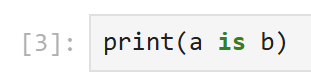 [3]: print(a is b)